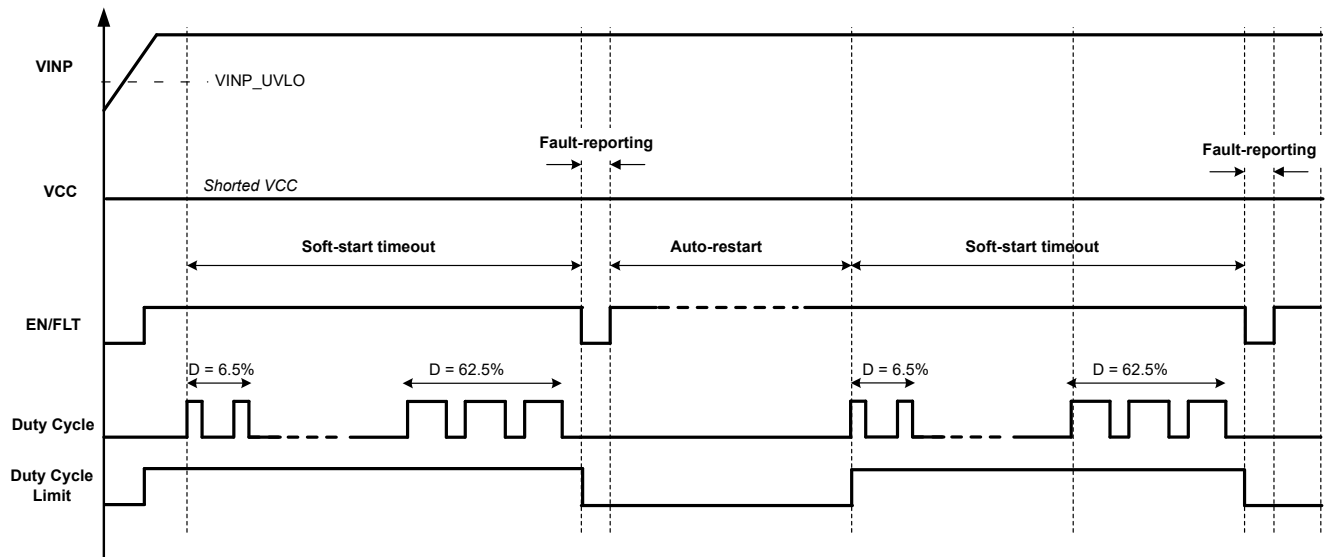 VINP
VINP_UVLO
Fault-reporting
Fault-reporting
VCC
Shorted VCC
Soft-start timeout
Auto-restart
Soft-start timeout
EN/FLT
D = 6.5%
D = 62.5%
D = 6.5%
D = 62.5%
Duty Cycle
Duty Cycle
Limit